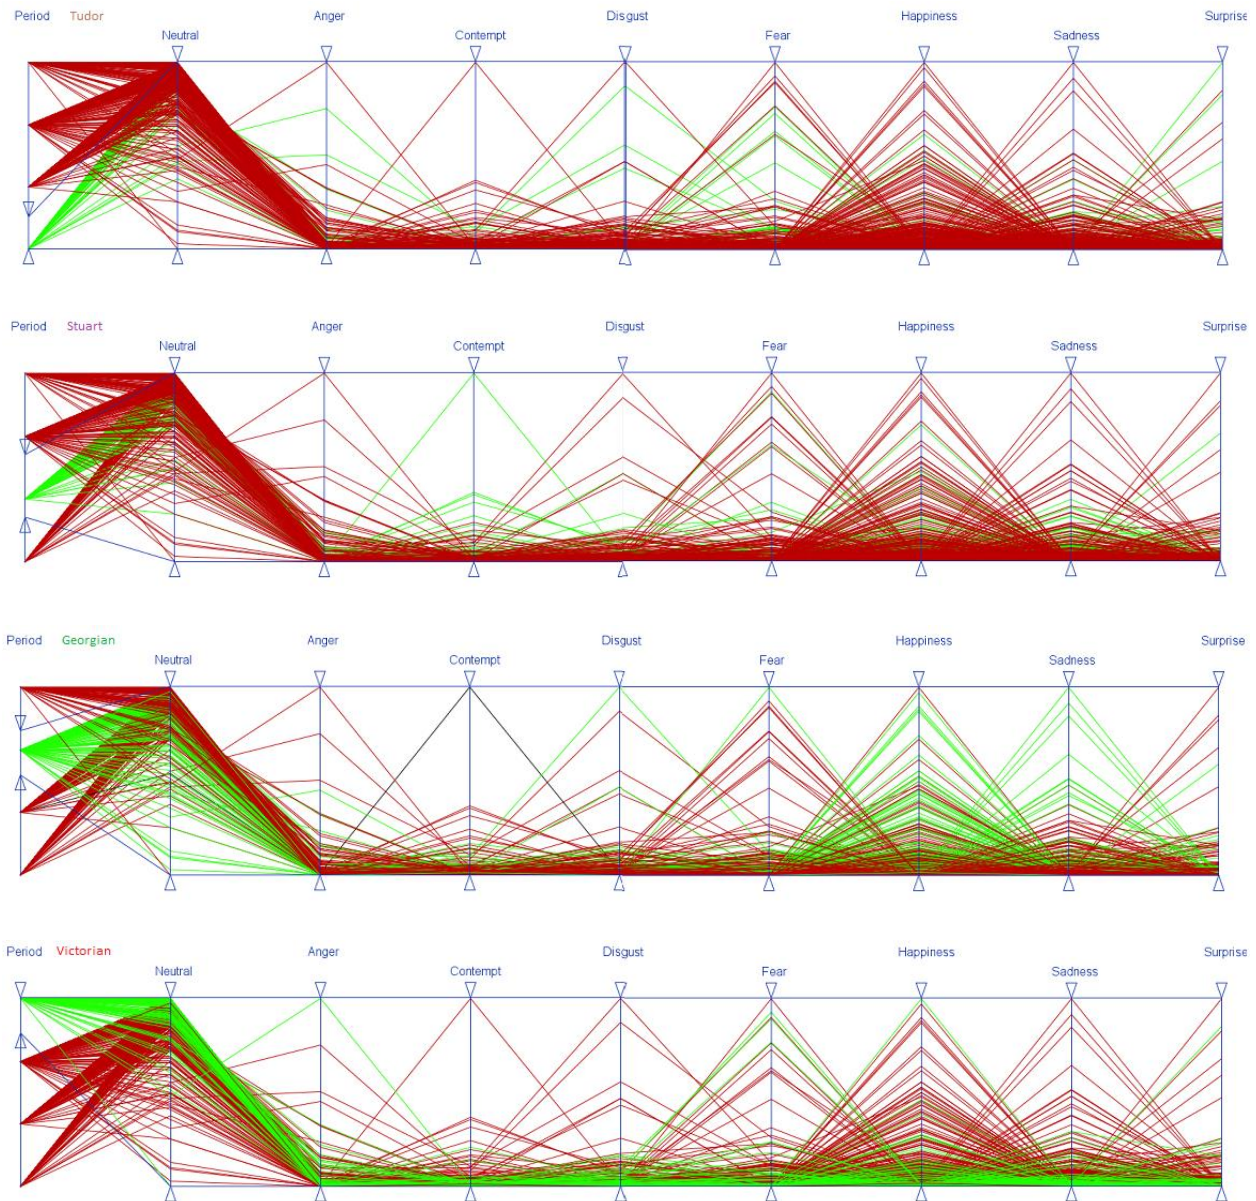 Period Tudor Anger Disgust Happiness Surprise
Neutral Contempt Fear Sadness
Period Stuart Anger Disgust Happiness Surprise
Neutral Contempt Fear Sadness
Period Georgian Anger Disgust Happiness Surprise
Neutral Contempt Fear Sadness
Period Victorian Anger Disgust Happiness Surprise
Neutral Contempt Fear Sadness